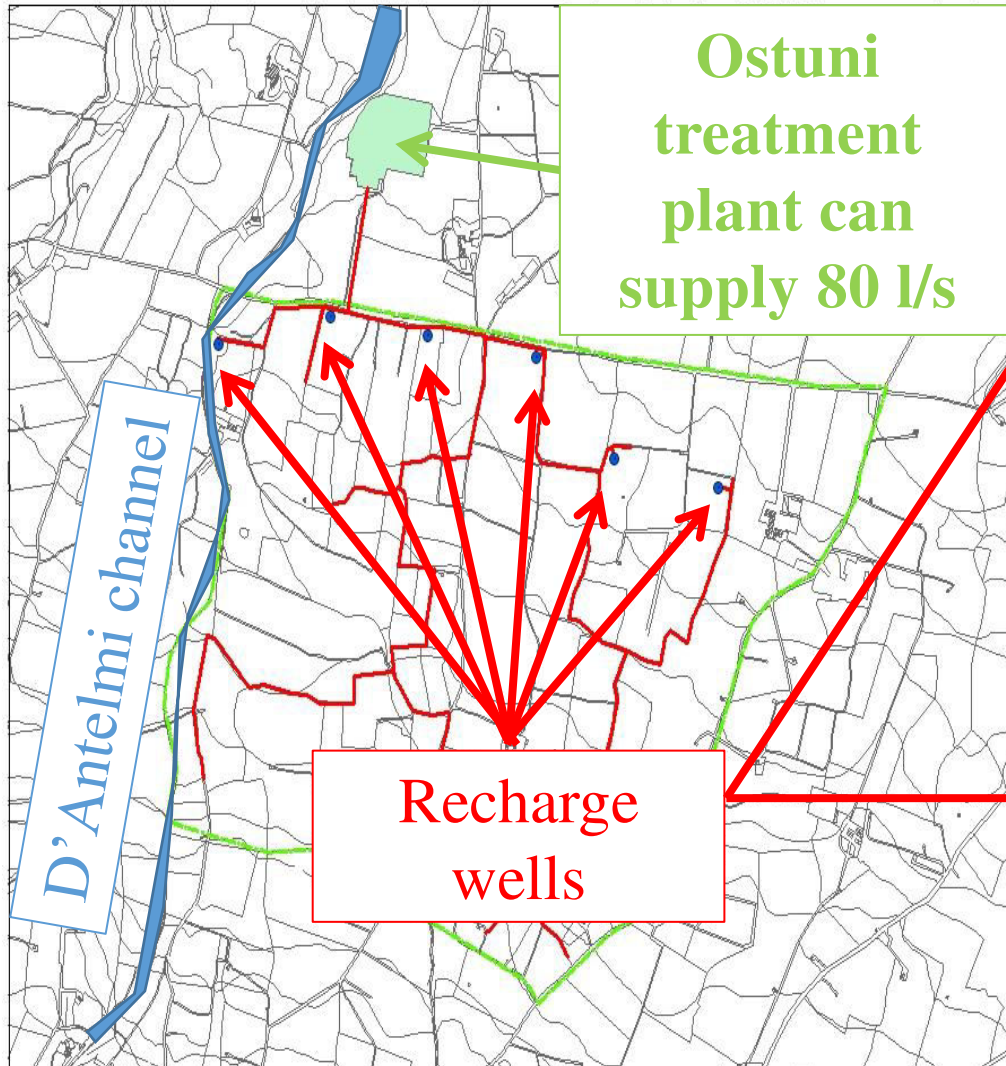 Ostuni
treatment
plant can
supply 80 l/s
D’Antelmi channel
Recharge
wells